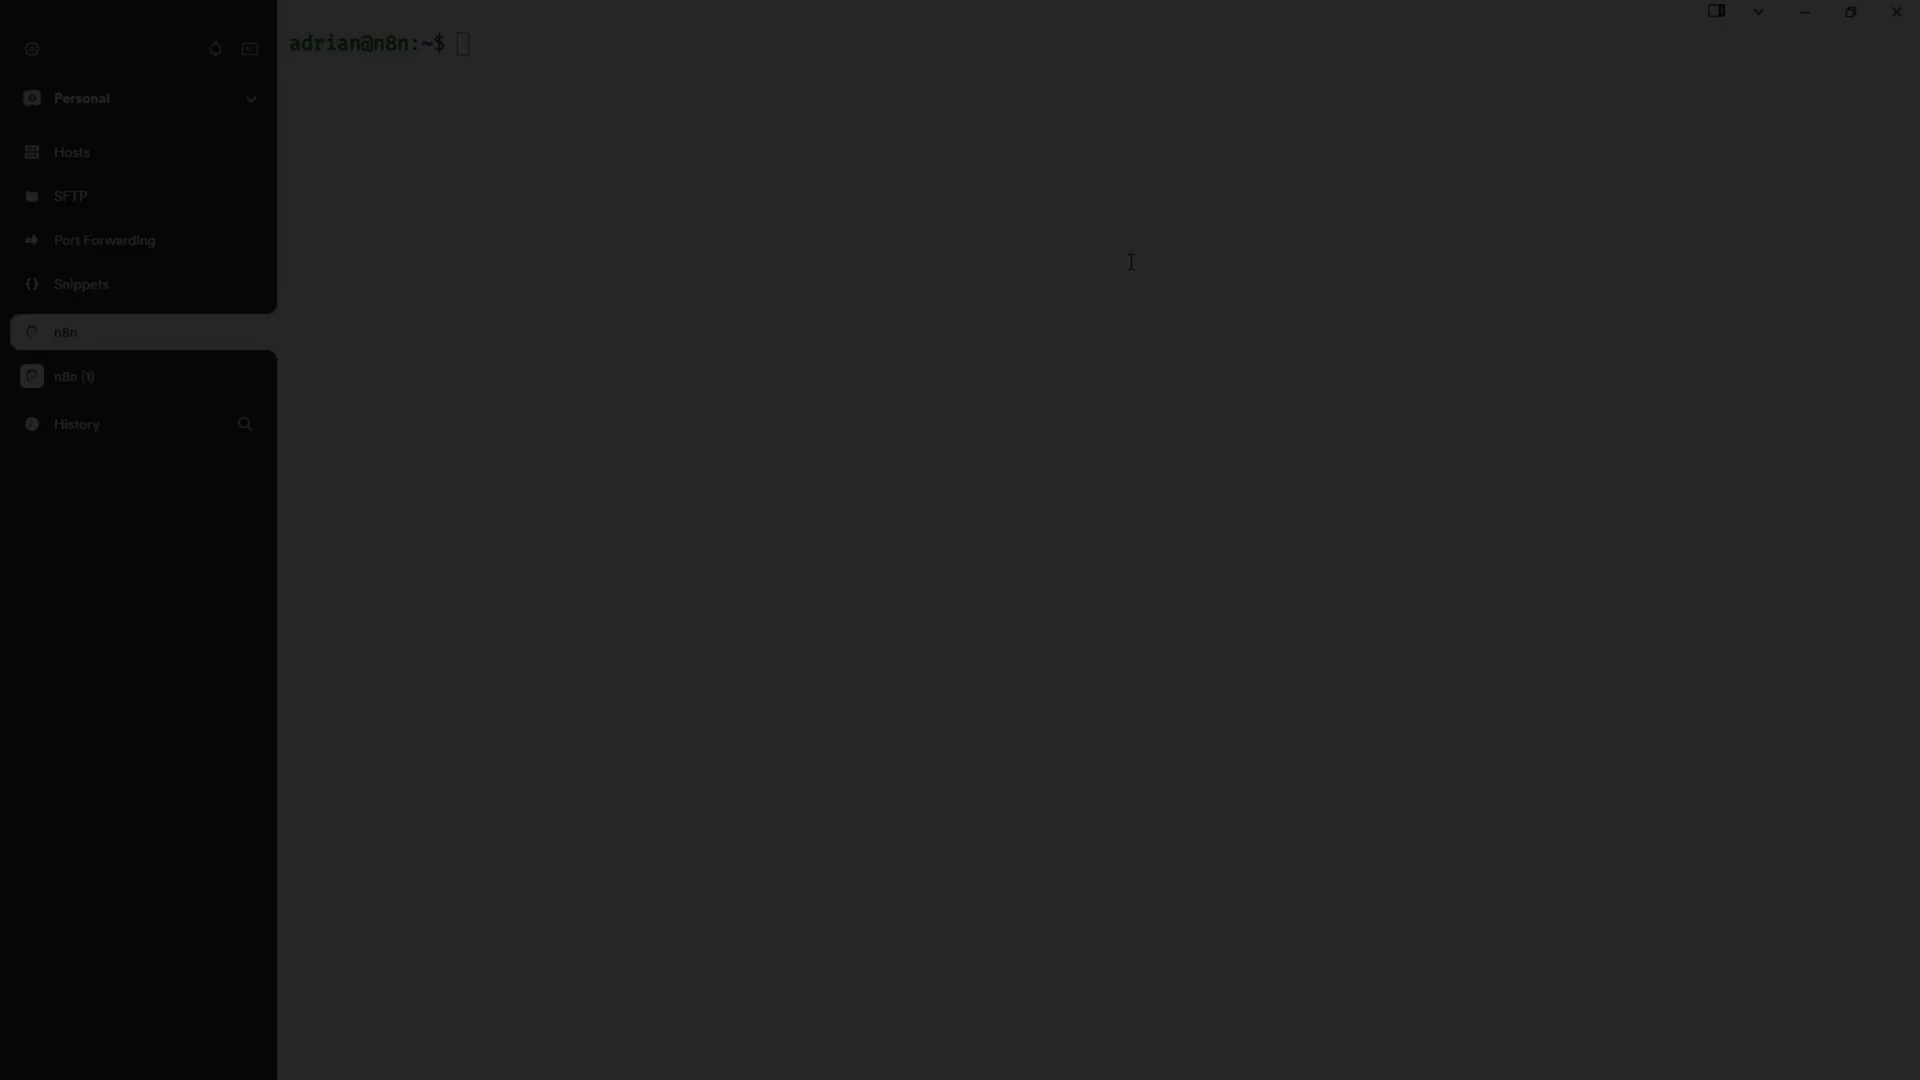 adrian@n8n:~$
Personal
Hosts
SFTP
Port Forwarding
Snippets
n8n
n8n (1)
History